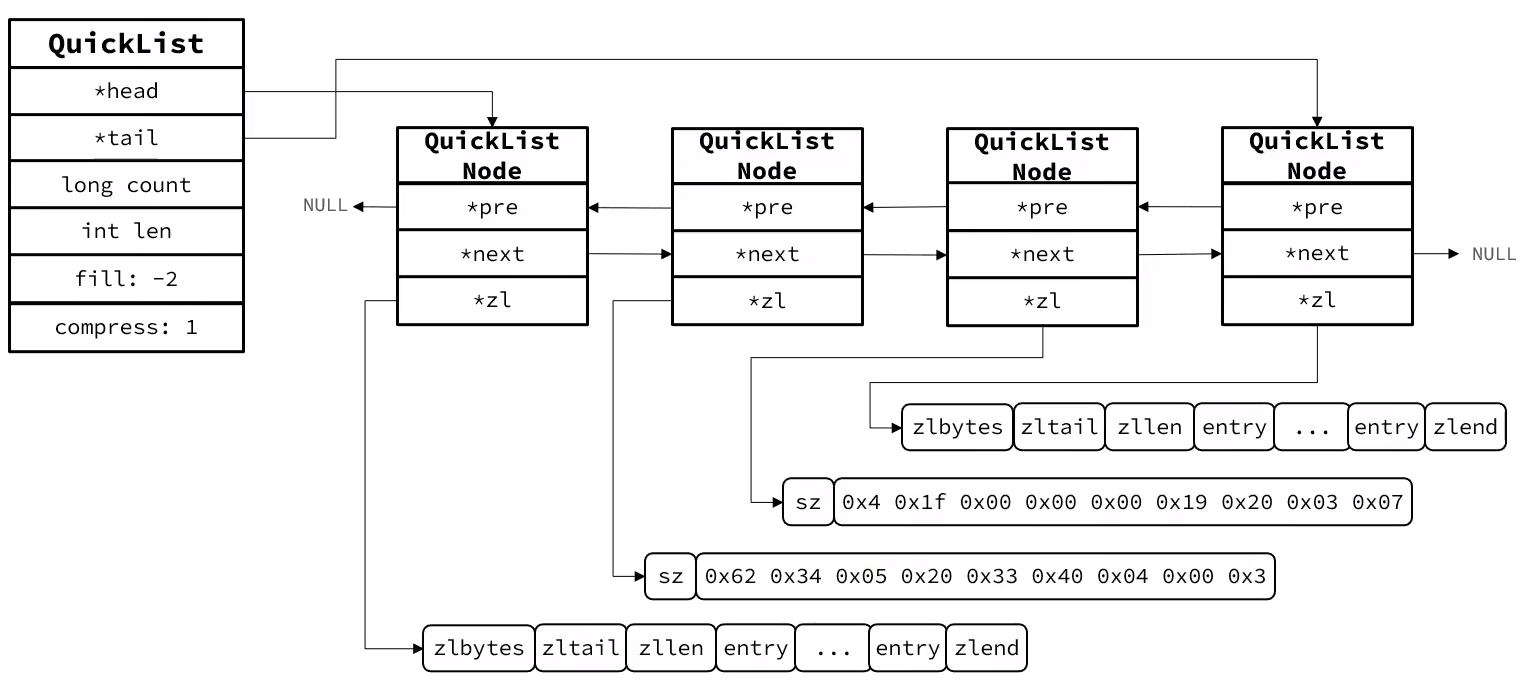 QuickList
*head
*tail
long count
int len
fill: -2
compress: 1
NULL
QuickList
Node
*pre
*next
*zl
QuickList
Node
*pre
*next
*zl
QuickList
Node
*pre
*next
*zl
QuickList
Node
*pre
*next
*zl
NULL
zlbytes zltail zllen entry ... entry zlend
sz 0x4 0x1f 0x00 0x00 0x00 0x19 0x20 0x03 0x07
sz 0x62 0x34 0x05 0x20 0x33 0x40 0x04 0x00 0x3
zlbytes zltail zllen entry ... entry zlend